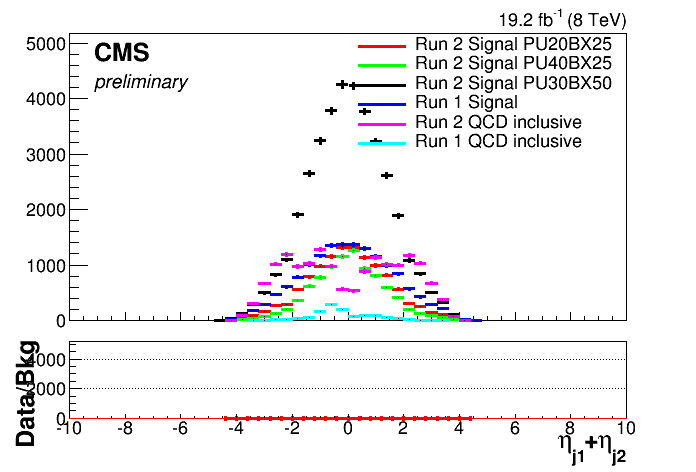 19.2 fb-1 (8 TeV)
CMS
preliminary
Run 2 Signal PU20BX25
Run 2 Signal PU40BX25
Run 2 Signal PU30BX50
Run 1 Signal
Run 2 QCD inclusive
Run 1 QCD inclusive
5000
4000
3000
2000
1000
0
Data/Bkg
4000
2000
0
-10 -8 -6 -4 -2 0 2 4 6 8 10
ηj1+ηj2